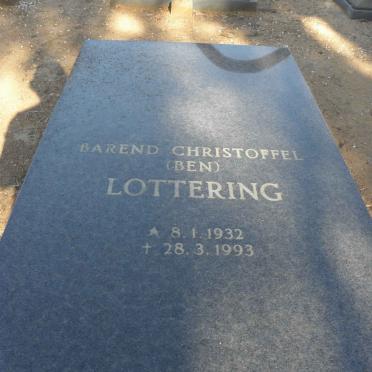 BAREND CHRISTOFFEL
(BEN)
LOTTERING
★ 8.1.1932
✝ 28.3.1993